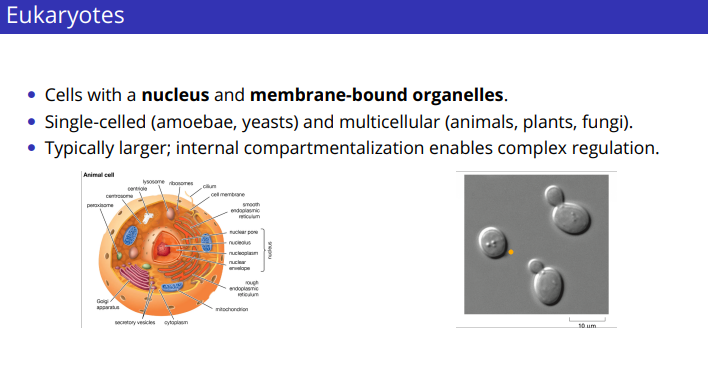 Eukaryotes
Cells with a nucleus and membrane-bound organelles.
Single-celled (amoebae, yeasts) and multicellular (animals, plants, fungi).
Typically larger; internal compartmentalization enables complex regulation.
Animal cell
lysosome
ribosomes
centriole
cilium
centrosome
cell membrane
peroxisome
smooth
endoplasmic
reticulum
nuclear pore
nucleolus
nucleoplasm
nuclear
envelope
nucleus
rough
endoplasmic
reticulum
Golgi
apparatus
mitochondrion
secretory vesicles
cytoplasm
10 um